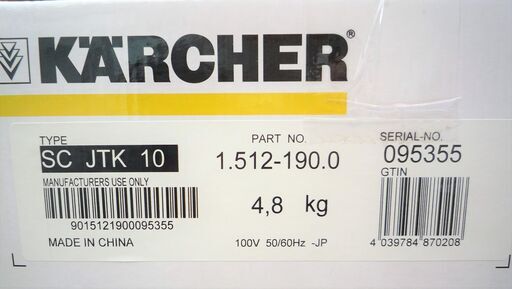 KÄRCHER®
TYPE
SC JTK 10
PART NO.
1.512-190.0
SERIAL-NO.
095355
MANUFACTURERS USE ONLY
9015121900095355
4,8 kg
GTIN
4 039784 870208
MADE IN CHINA
100V 50/60Hz -JP